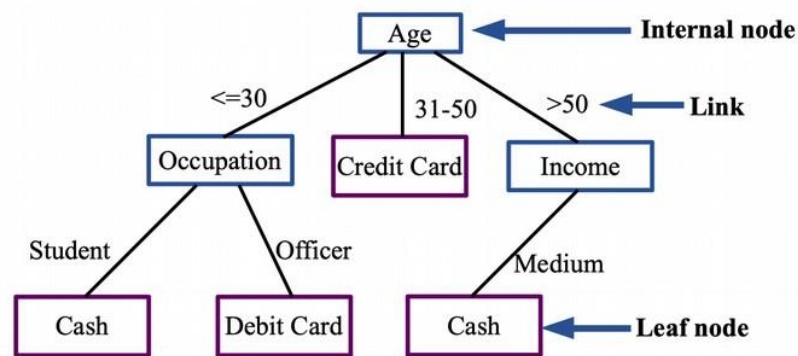 Age
Internal node
<=30
31-50
>50
Link
Occupation
Credit Card
Income
Student
Officer
Medium
Cash
Debit Card
Cash
Leaf node